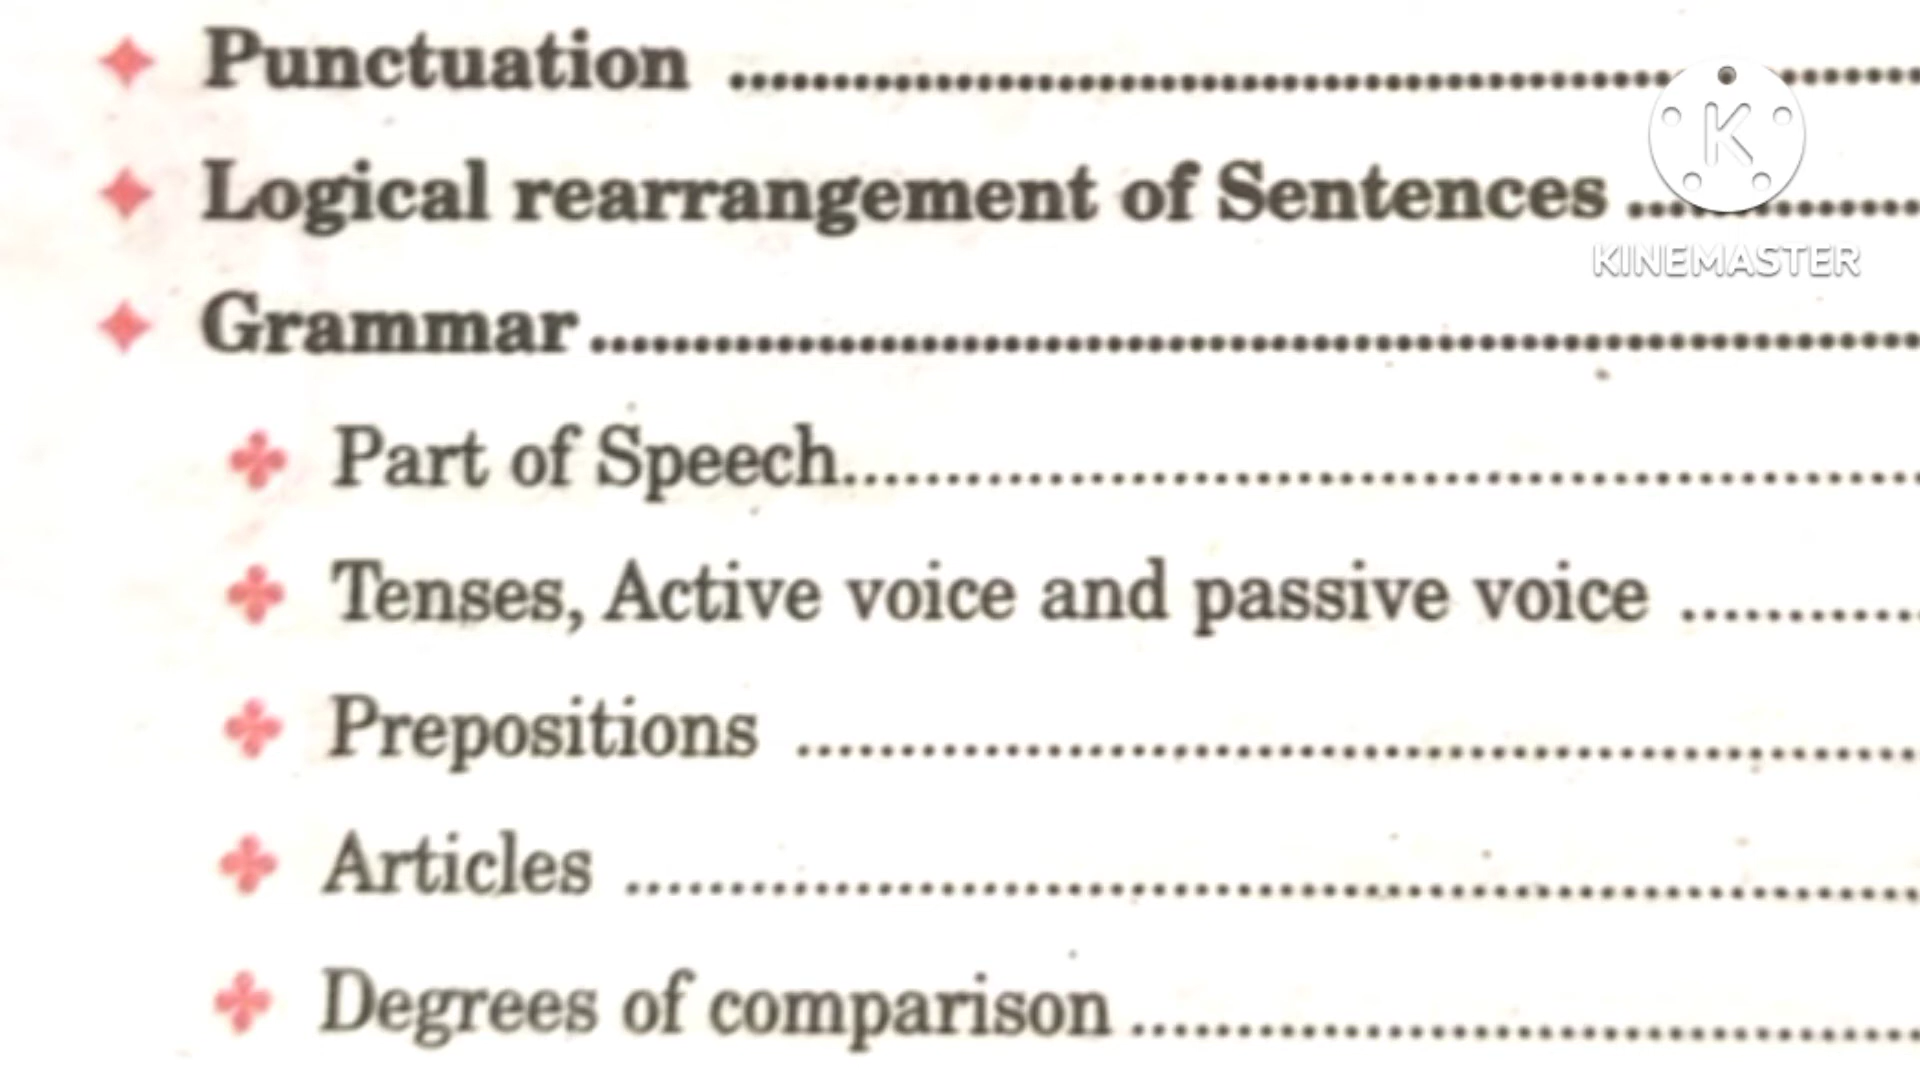 Punctuation ..........................................................
Logical rearrangement of Sentences ..............
Grammar................................................................
Part of Speech....................................................
Tenses, Active voice and passive voice ...........
Prepositions ......................................................
Articles ..............................................................
Degrees of comparison ......................................
K
KINEMASTER